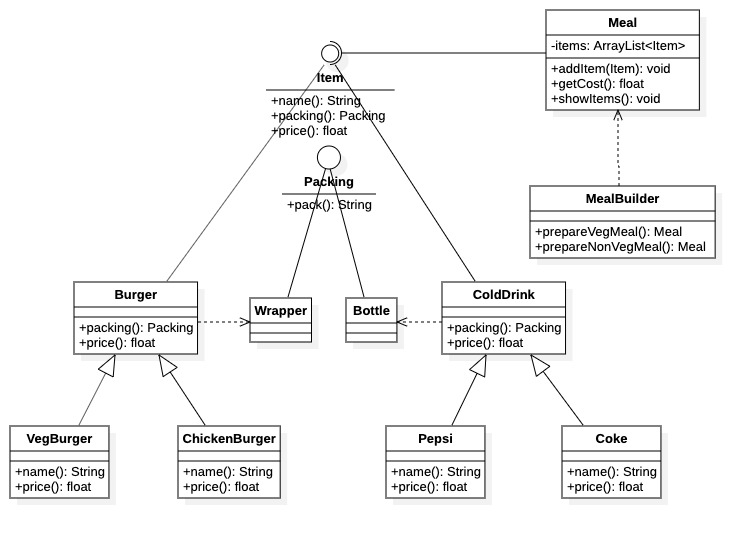 Meal
-items: ArrayList<Item>
+addItem(Item): void
+getCost(): float
+showItems(): void
Item
+name(): String
+packing(): Packing
+price(): float
Packing
+pack(): String
MealBuilder
+prepareVegMeal(): Meal
+prepareNonVegMeal(): Meal
Burger
+packing(): Packing
+price(): float
Wrapper
Bottle
ColdDrink
+packing(): Packing
+price(): float
VegBurger
+name(): String
+price(): float
ChickenBurger
+name(): String
+price(): float
Pepsi
+name(): String
+price(): float
Coke
+name(): String
+price(): float